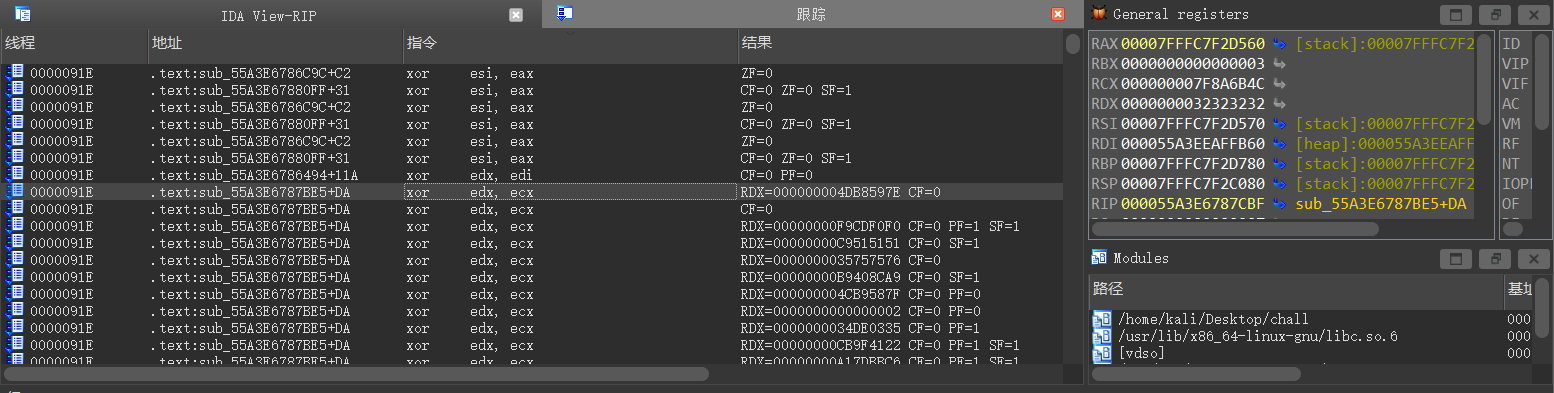 IDA View-RIP
跟踪
线程 地址 指令 结果
0000091E .text:sub_55A3E6786C9C+C2 xor esi, eax ZF=0
0000091E .text:sub_55A3E67880FF+31 xor esi, eax CF=0 ZF=0 SF=1
0000091E .text:sub_55A3E6786C9C+C2 xor esi, eax ZF=0
0000091E .text:sub_55A3E67880FF+31 xor esi, eax CF=0 ZF=0 SF=1
0000091E .text:sub_55A3E6786C9C+C2 xor esi, eax ZF=0
0000091E .text:sub_55A3E67880FF+31 xor esi, eax CF=0 ZF=0 SF=1
0000091E .text:sub_55A3E6786494+11A xor edx, edi CF=0 PF=0
0000091E .text:sub_55A3E6787BE5+DA xor edx, ecx RDX=000000004DB8597E CF=0
0000091E .text:sub_55A3E6787BE5+DA xor edx, ecx CF=0
0000091E .text:sub_55A3E6787BE5+DA xor edx, ecx RDX=00000000F9CDF0F0 CF=0 PF=1 SF=1
0000091E .text:sub_55A3E6787BE5+DA xor edx, ecx RDX=00000000C9515151 CF=0 SF=1
0000091E .text:sub_55A3E6787BE5+DA xor edx, ecx RDX=0000000035757576 CF=0
0000091E .text:sub_55A3E6787BE5+DA xor edx, ecx RDX=00000000B9408CA9 CF=0 SF=1
0000091E .text:sub_55A3E6787BE5+DA xor edx, ecx RDX=000000004CB9587F CF=0 PF=0
0000091E .text:sub_55A3E6787BE5+DA xor edx, ecx RDX=0000000000000002 CF=0 PF=0
0000091E .text:sub_55A3E6787BE5+DA xor edx, ecx RDX=0000000034DE0335 CF=0 PF=1
0000091E .text:sub_55A3E6787BE5+DA xor edx, ecx RDX=00000000CB9F4122 CF=0 PF=1 SF=1
0000091E .text:sub_55A3E6787BE5+DA xor edx, ecx RDX=00000000A17DBBC6 CF=0 PF=1 SF=1
General registers
RAX 00007FFFC7F2D560 [stack]:00007FFFC7F2
RBX 0000000000000003
RCX 000000007F8A6B4C
RDX 0000000032323232
RSI 00007FFFC7F2D570 [stack]:00007FFFC7F2
RDI 000055A3EEAFFB60 [heap]:000055A3EEAFF
RBP 00007FFFC7F2D780 [stack]:00007FFFC7F2
RSP 00007FFFC7F2C080 [stack]:00007FFFC7F2
RIP 000055A3E6787CBF sub_55A3E6787BE5+DA
ID
VIP
VIF
AC
VM
RF
NT
IOPL
OF
DF
Modules
路径 基址
/home/kali/Desktop/chall 000
/usr/lib/x86_64-linux-gnu/libc.so.6 000
[vdso] 000